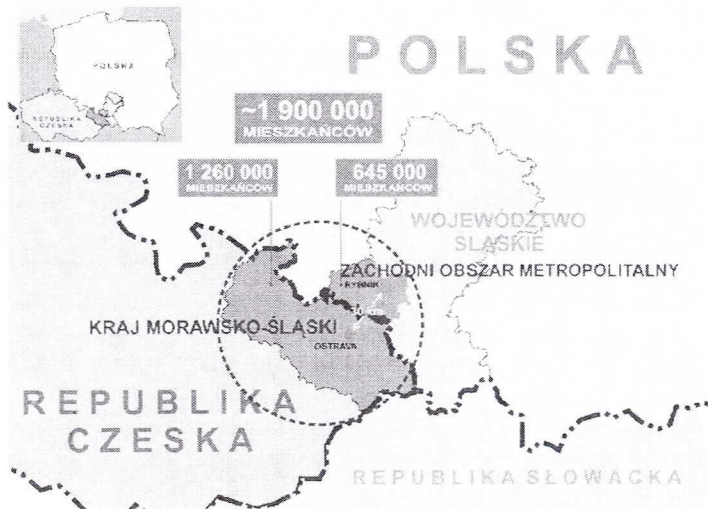 POLSKA
POLSKA
REPUBLIKA
CZESKA
~1 900 000
MIESZKAŃCÓW
1 260 000
MIESZKAŃCÓW
645 000
MIESZKAŃCÓW
WOJEWÓDZTWO
ŚLĄSKIE
ZACHODNI OBSZAR METROPOLITALNY
RYBNIK
KRAJ MORAWSKO-ŚLĄSKI
OSTRAVA
REPUBLIKA
CZESKA
REPUBLIKA SŁOWACKA